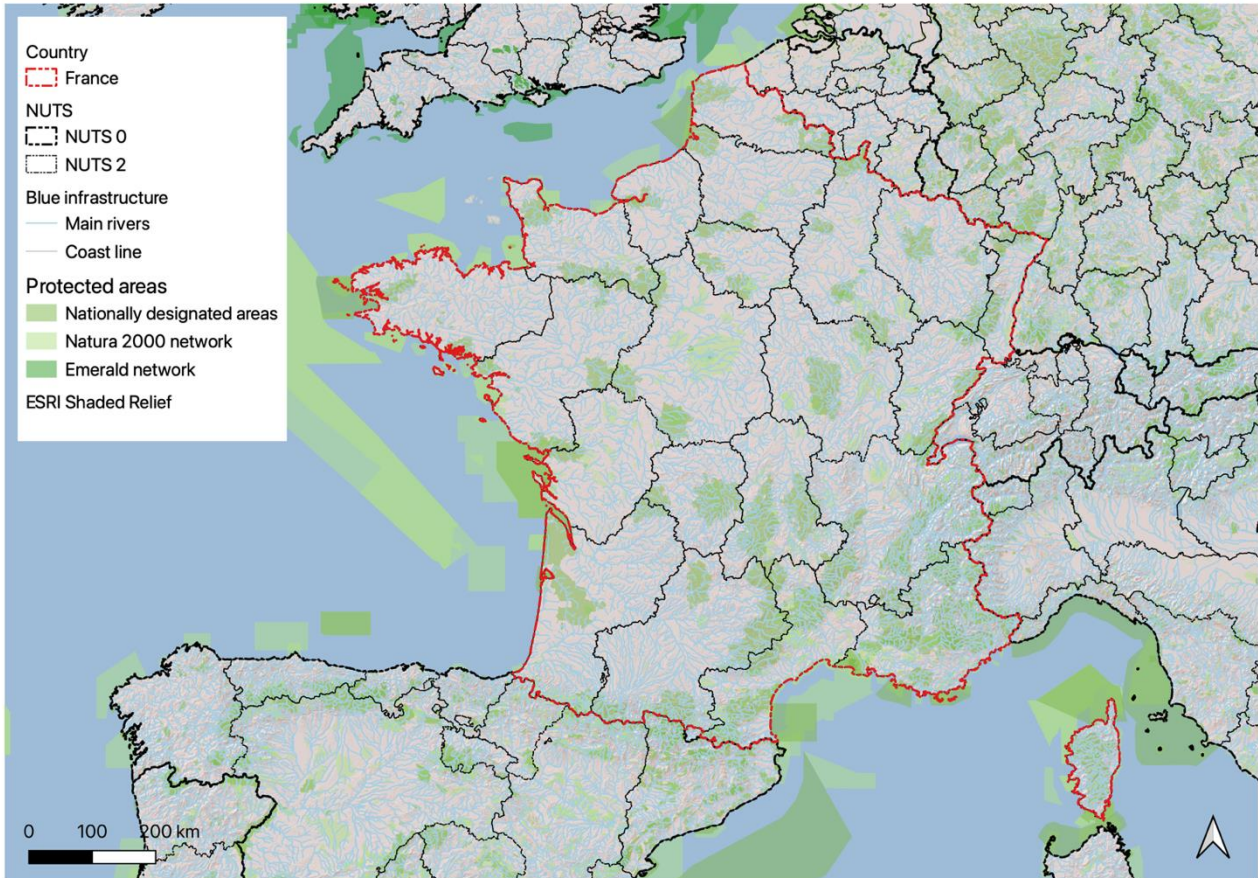 Country
France
NUTS
NUTS 0
NUTS 2
Blue infrastructure
Main rivers
Coast line
Protected areas
Nationally designated areas
Natura 2000 network
Emerald network
ESRI Shaded Relief
0 100 200 km